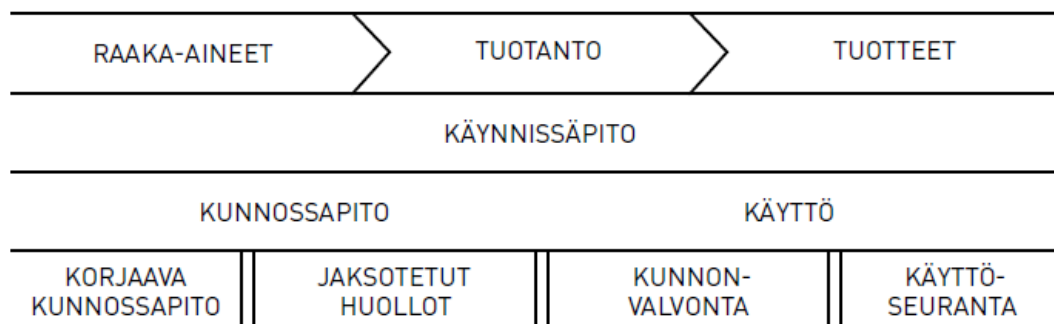 RAAKA-AINEET TUOTANTO TUOTTEET
KÄYNNISSÄPITO
KUNNOSSAPITO KÄYTTÖ
KORJAAVA KUNNOSSAPITO
JAKSOTETUT HUOLLOT
KUNNON-
VALVONTA
KÄYTTÖ-
SEURANTA